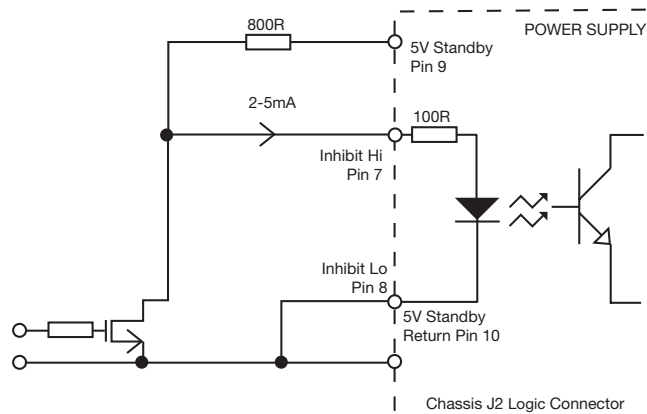 POWER SUPPLY
800R
5V Standby
Pin 9
2-5mA
100R
Inhibit Hi
Pin 7
Inhibit Lo
Pin 8
5V Standby
Return Pin 10
Chassis J2 Logic Connector